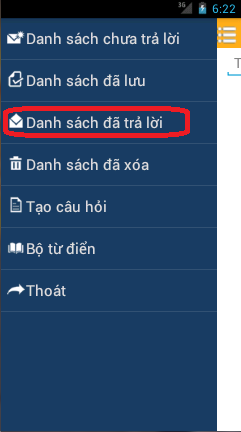 3G 6:22
Danh sách chưa trả lời
Danh sách đã lưu
Danh sách đã trả lời
Danh sách đã xóa
Tạo câu hỏi
Bộ từ điển
Thoát